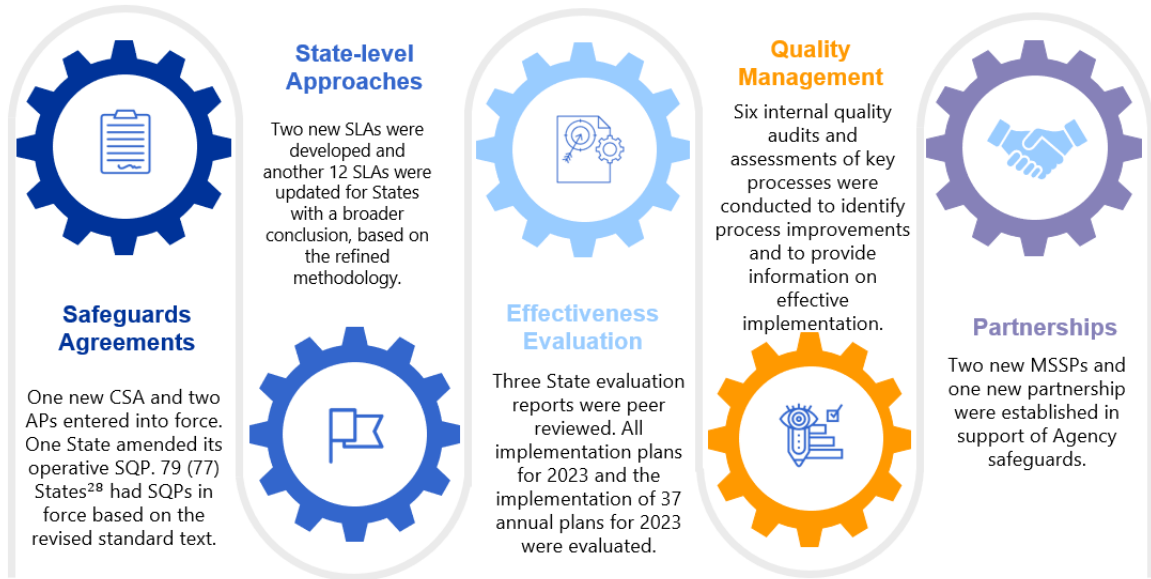 Safeguards
Agreements
One new CSA and two
APs entered into force.
One State amended its
operative SQP. 79 (77)
States²⁸ had SQPs in
force based on the
revised standard text.
State-level
Approaches
Two new SLAs were
developed and
another 12 SLAs were
updated for States
with a broader
conclusion, based on
the refined
methodology.
Effectiveness
Evaluation
Three State evaluation
reports were peer
reviewed. All
implementation plans
for 2023 and the
implementation of 37
annual plans for 2023
were evaluated.
Quality
Management
Six internal quality
audits and
assessments of key
processes were
conducted to identify
process improvements
and to provide
information on
effective
implementation.
Partnerships
Two new MSSPs and
one new partnership
were established in
support of Agency
safeguards.